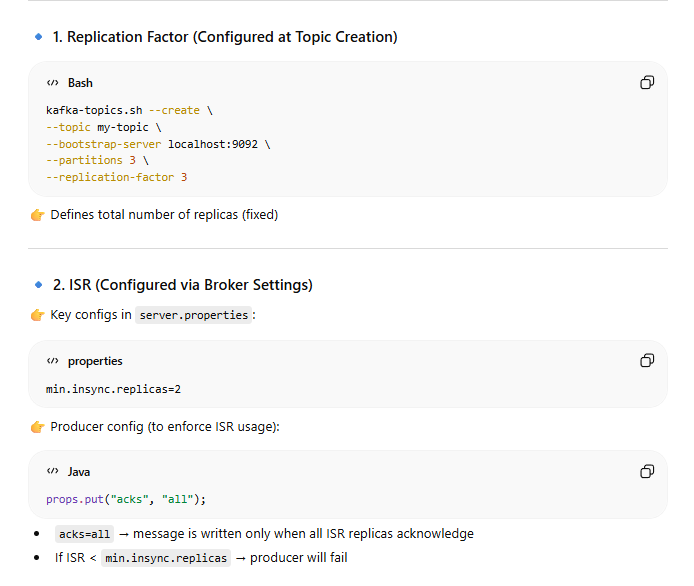 1. Replication Factor (Configured at Topic Creation)
</> Bash
kafka-topics.sh --create \
--topic my-topic \
--bootstrap-server localhost:9092 \
--partitions 3 \
--replication-factor 3
👉 Defines total number of replicas (fixed)
2. ISR (Configured via Broker Settings)
👉 Key configs in server.properties:
</> properties
min.insync.replicas=2
👉 Producer config (to enforce ISR usage):
</> Java
props.put("acks", "all");
• acks=all → message is written only when all ISR replicas acknowledge
• If ISR < min.insync.replicas → producer will fail